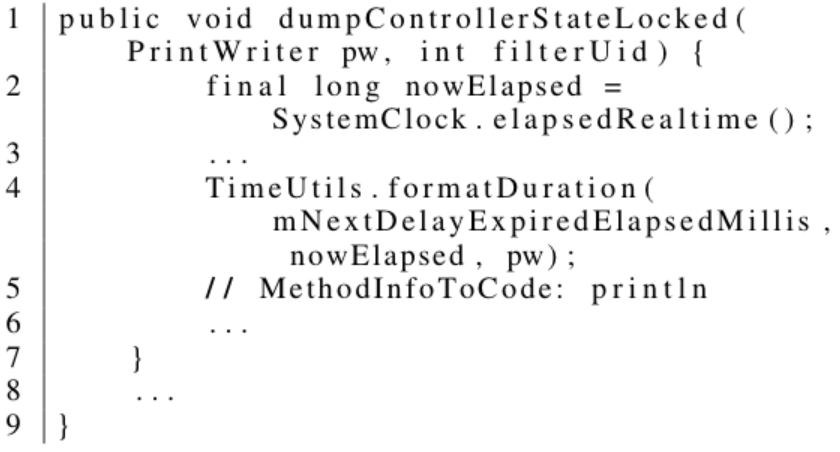 1 public void dumpControllerStateLocked(
PrintWriter pw, int filterUid) {
2 final long nowElapsed =
SystemClock.elapsedRealtime();
3 ...
4 TimeUtils.formatDuration(
mNextDelayExpiredElapsedMillis,
nowElapsed, pw);
5 // MethodInfoToCode: println
6 ...
7 }
8 ...
9 }